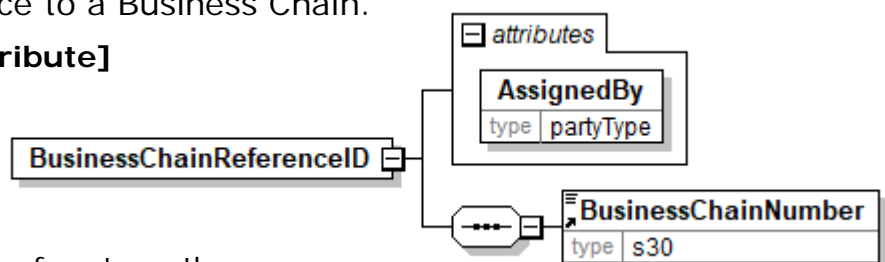 ce to a Business Chain.
ribute]
attributes
AssignedBy
type partyType
BusinessChainReferenceID
BusinessChainNumber
type s30